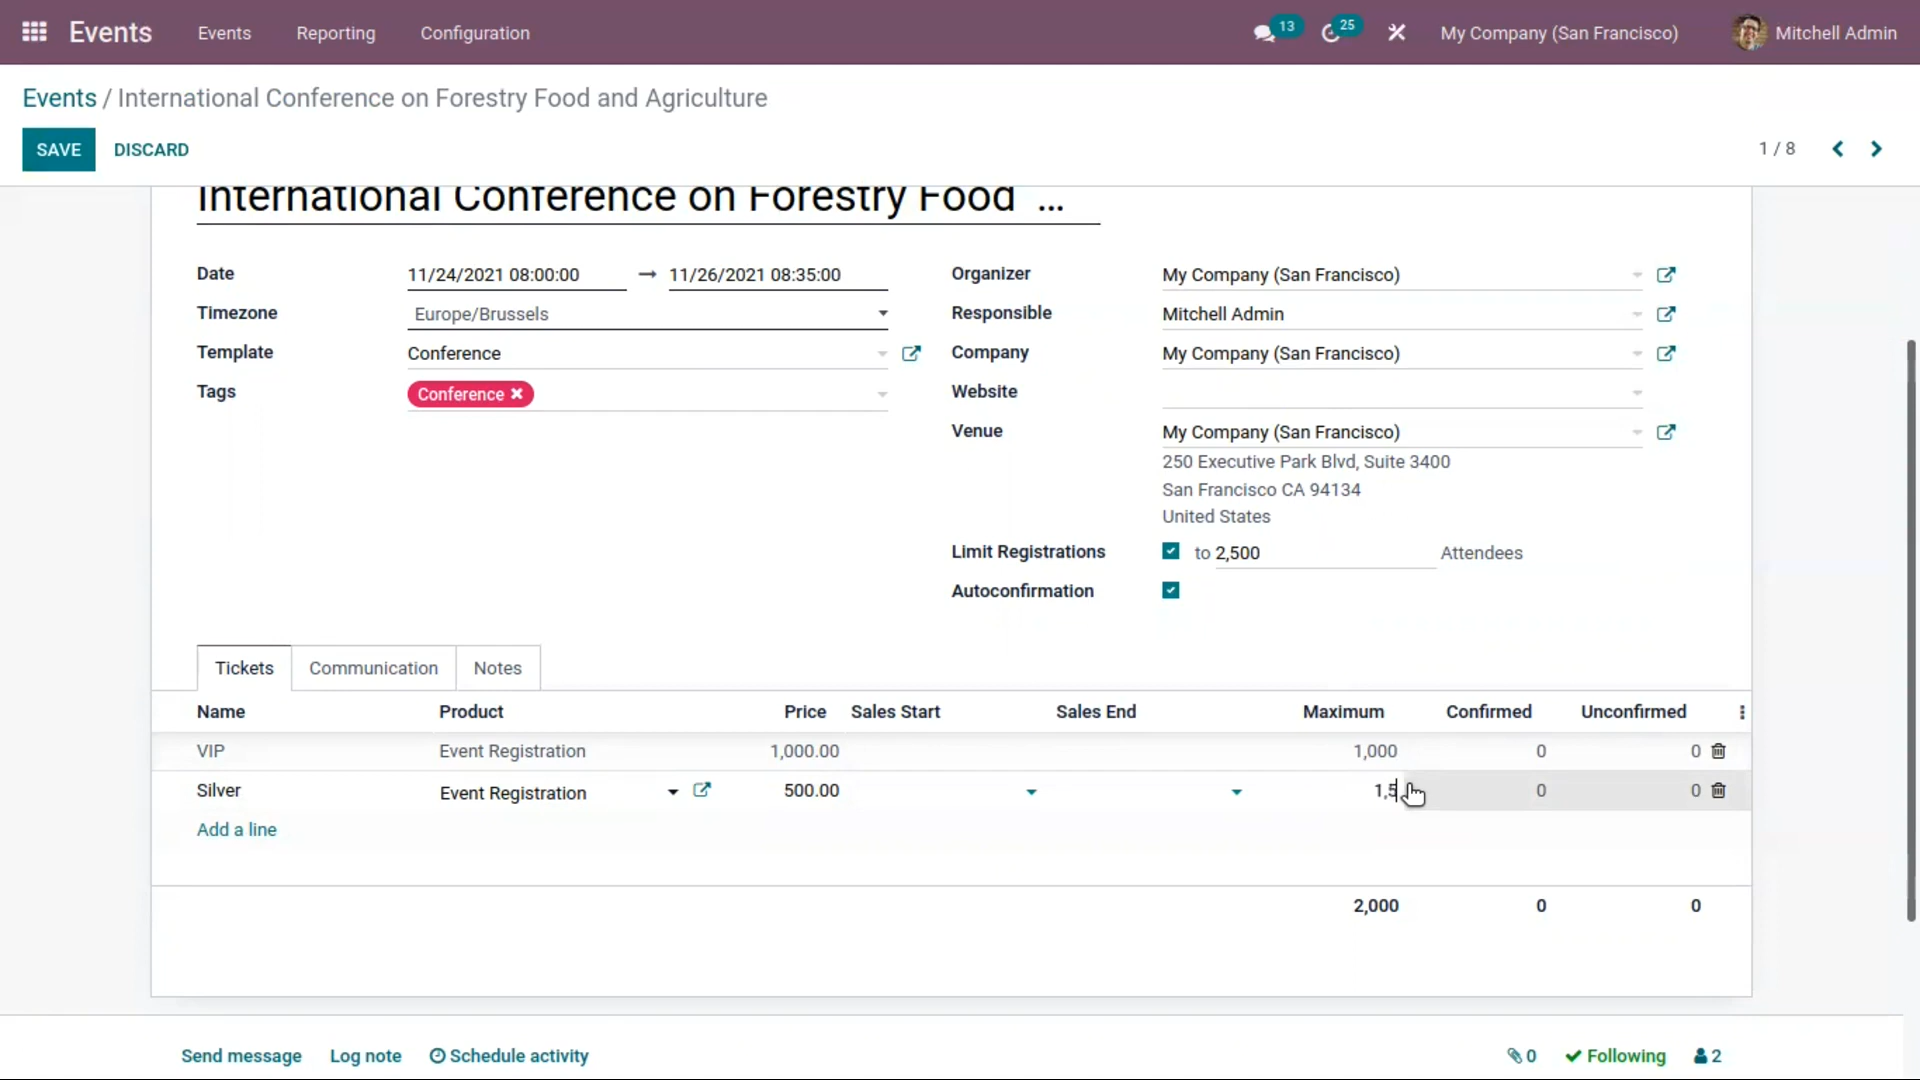 Events Events Reporting Configuration 13 25 My Company (San Francisco) Mitchell Admin
Events / International Conference on Forestry Food and Agriculture
SAVE DISCARD 1 / 8
International Conference on Forestry Food ...
Date 11/24/2021 08:00:00 → 11/26/2021 08:35:00 Organizer My Company (San Francisco)
Timezone Europe/Brussels Responsible Mitchell Admin
Template Conference Company My Company (San Francisco)
Tags Conference Website
Venue My Company (San Francisco)
250 Executive Park Blvd, Suite 3400
San Francisco CA 94134
United States
Limit Registrations to 2,500 Attendees
Autoconfirmation
Tickets Communication Notes
Name Product Price Sales Start Sales End Maximum Confirmed Unconfirmed
VIP Event Registration 1,000.00 1,000 0 0
Silver Event Registration 500.00 1,5 0 0
Add a line
2,000 0 0
Send message Log note Schedule activity 0 Following 2